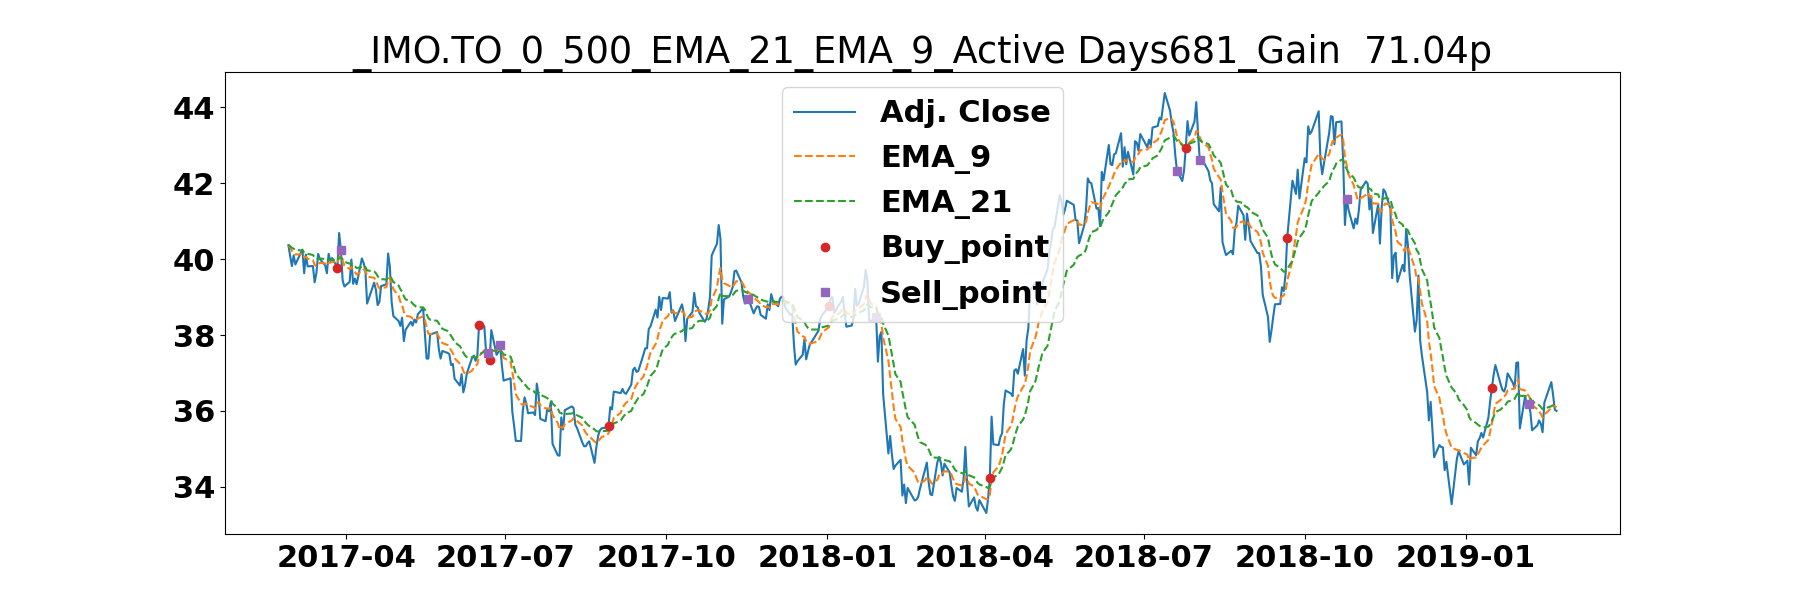 _IMO.TO_0_500_EMA_21_EMA_9_Active Days681_Gain  71.04p
44
42
40
38
36
34
Adj. Close
EMA_9
EMA_21
Buy_point
Sell_point
2017-04 2017-07 2017-10 2018-01 2018-04 2018-07 2018-10 2019-01